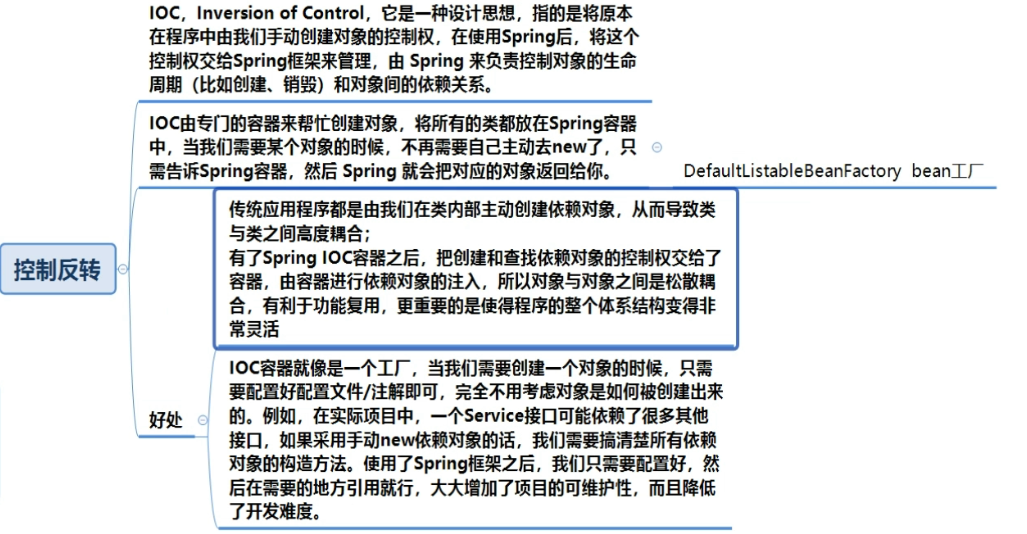 IOC，Inversion of Control，它是一种设计思想，指的是将原本
在程序中由我们手动创建对象的控制权，在使用Spring后，将这个
控制权交给Spring框架来管理，由 Spring 来负责控制对象的生命
周期（比如创建、销毁）和对象间的依赖关系。
IOC由专门的容器来帮忙创建对象，将所有的类都放在Spring容器
中，当我们需要某个对象的时候，不再需要自己主动去new了，只
需告诉Spring容器，然后 Spring 就会把对应的对象返回给你。
DefaultListableBeanFactory bean工厂
控制反转
传统应用程序都是由我们在类内部主动创建依赖对象，从而导致类
与类之间高度耦合；
有了Spring IOC容器之后，把创建和查找依赖对象的控制权交给了
容器，由容器进行依赖对象的注入，所以对象与对象之间是松散耦
合，有利于功能复用，更重要的是使得程序的整个体系结构变得非
常灵活
好处
IOC容器就像是一个工厂，当我们需要创建一个对象的时候，只需
要配置好配置文件/注解即可，完全不用考虑对象是如何被创建出来
的。例如，在实际项目中，一个Service接口可能依赖了很多其他
接口，如果采用手动new依赖对象的话，我们需要搞清楚所有依赖
对象的构造方法。使用了Spring框架之后，我们只需要配置好，然
后在需要的地方引用就行，大大增加了项目的可维护性，而且降低
了开发难度。